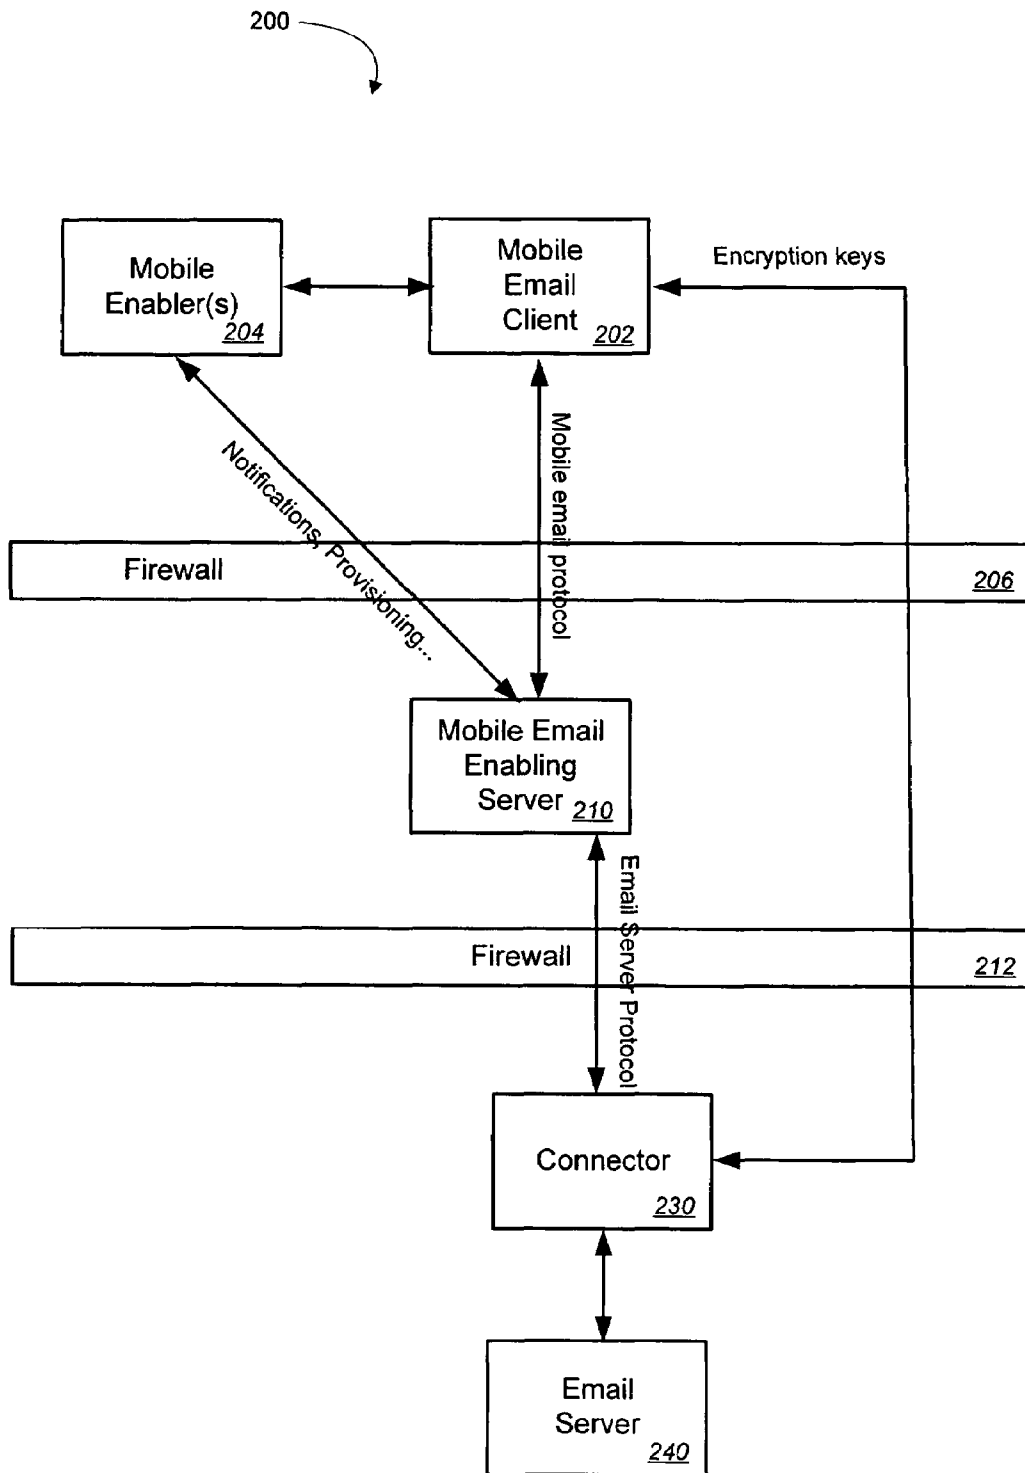 200
Mobile
Enabler(s)
204
Mobile
Email
Client
202
Encryption keys
Notifications, Provisioning...
Mobile email protocol
Firewall
206
Mobile Email
Enabling
Server
210
Email Server Protocol
Firewall
212
Connector
230
Email
Server
240